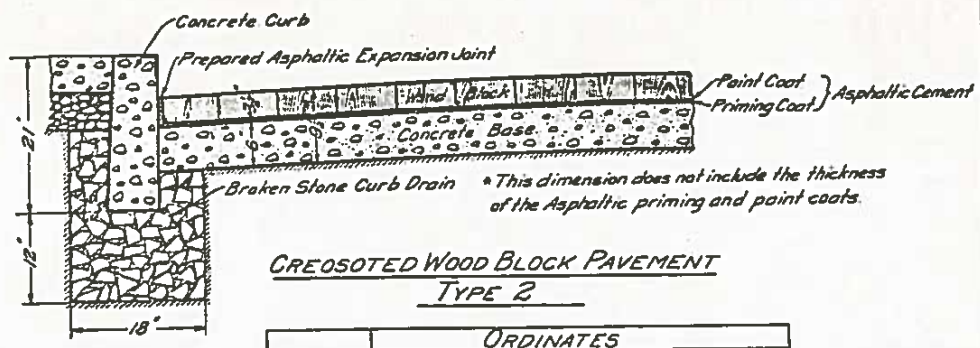 Concrete Curb
Prepared Asphaltic Expansion Joint
Wood Block
Paint Coat
Priming Coat
Asphaltic Cement
21"
Concrete Base
Broken Stone Curb Drain
* This dimension does not include the thickness
of the Asphaltic priming and paint coats.
12"
18"
CREOSOTED WOOD BLOCK PAVEMENT
TYPE 2
ORDINATES